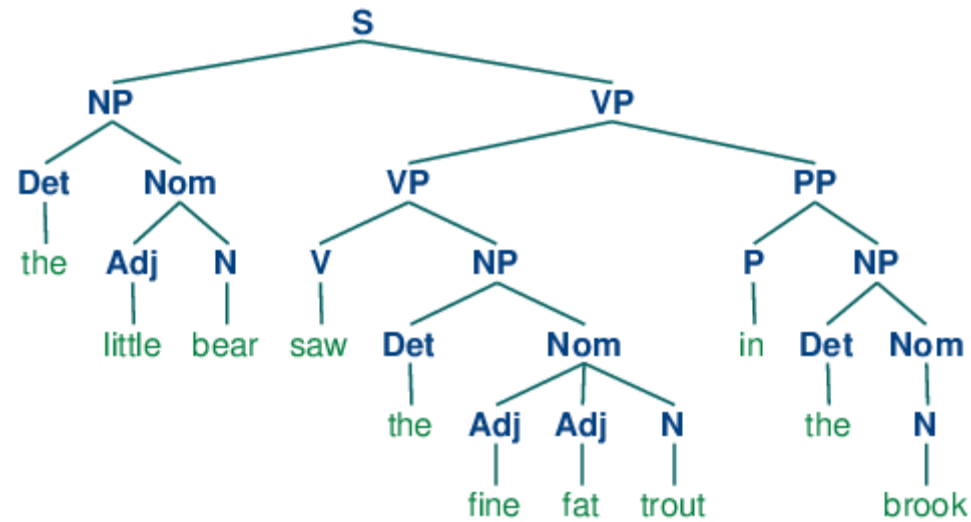 S
NP VP
Det Nom VP PP
the Adj N V NP P NP
little bear saw Det Nom in Det Nom
the Adj Adj N the N
fine fat trout brook